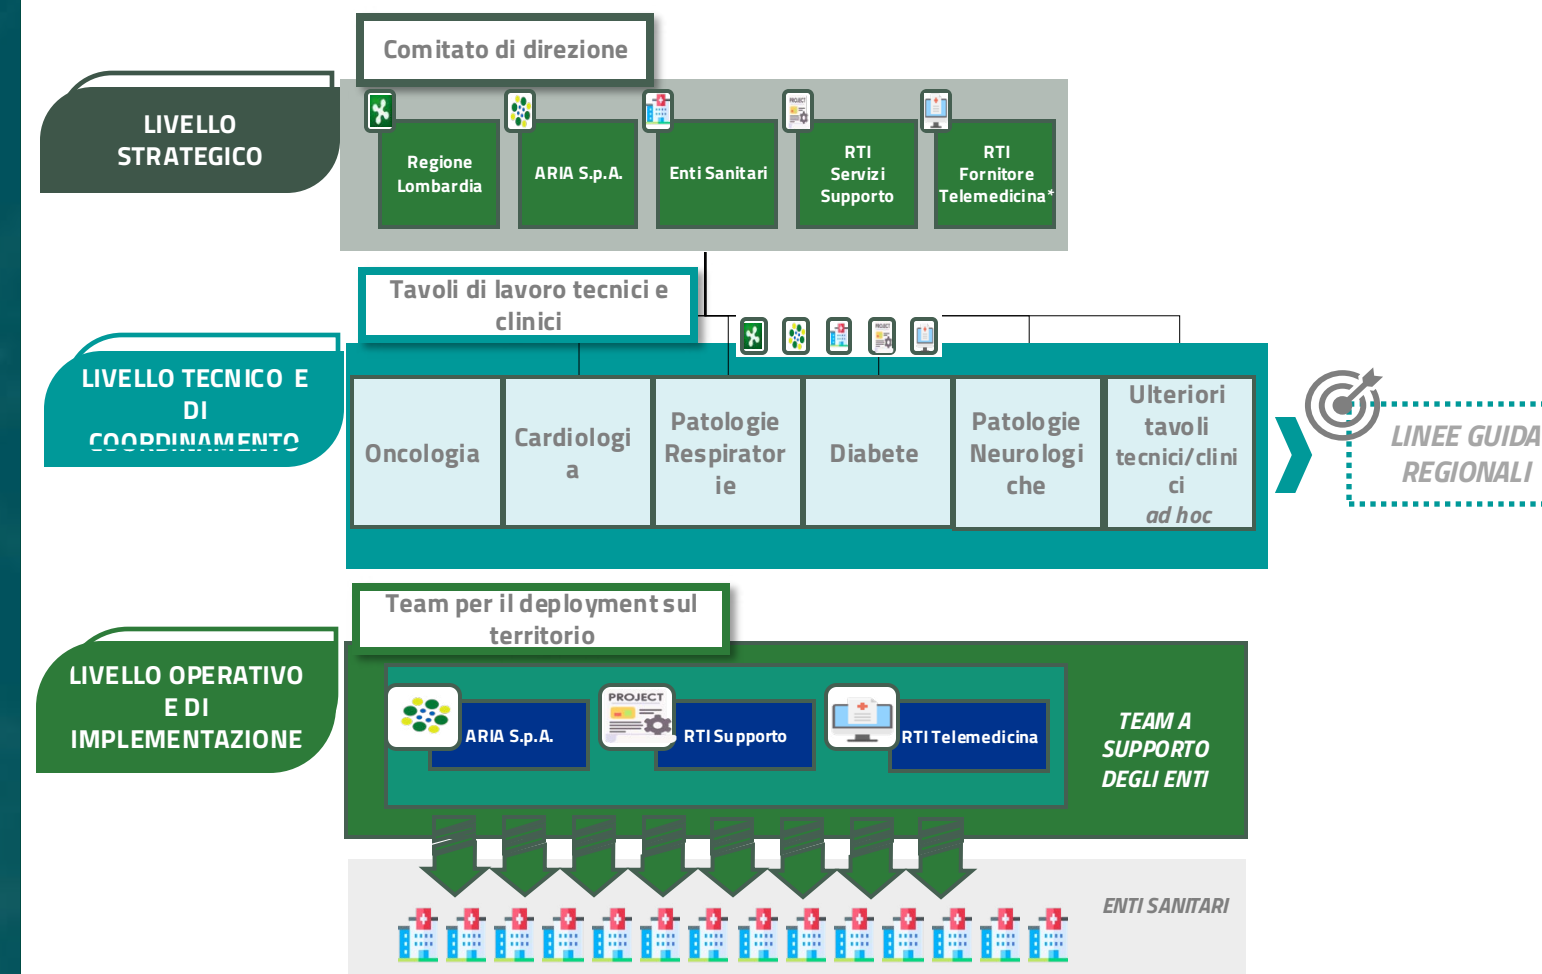 Comitato di direzione
LIVELLO
STRATEGICO
Regione
Lombardia
ARIA S.p.A.
Enti Sanitari
PROJECT
RTI
Servizi
Supporto
RTI
Fornitore
Telemedicina*
Tavoli di lavoro tecnici e
clinici
PROJECT
LIVELLO TECNICO E
DI
COORDINAMENTO
Oncologia
Cardiologi
a
Patologie
Respirator
ie
Diabete
Patologie
Neurologi
che
Ulteriori
tavoli
tecnici/clini
ci
ad hoc
LINEE GUIDA
REGIONALI
Team per il deployment sul
territorio
LIVELLO OPERATIVO
E DI
IMPLEMENTAZIONE
ARIA S.p.A.
PROJECT
RTI Supporto
RTI Telemedicina
TEAM A
SUPPORTO
DEGLI ENTI
ENTI SANITARI